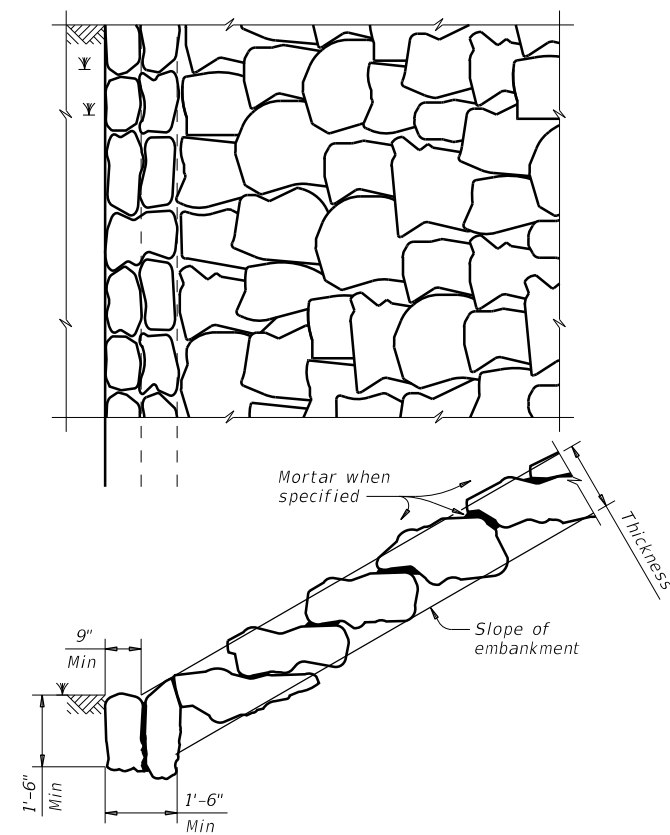 Mortar when
specified
Thickness
Slope of
embankment
9"
Min
1'-6"
Min
1'-6"
Min